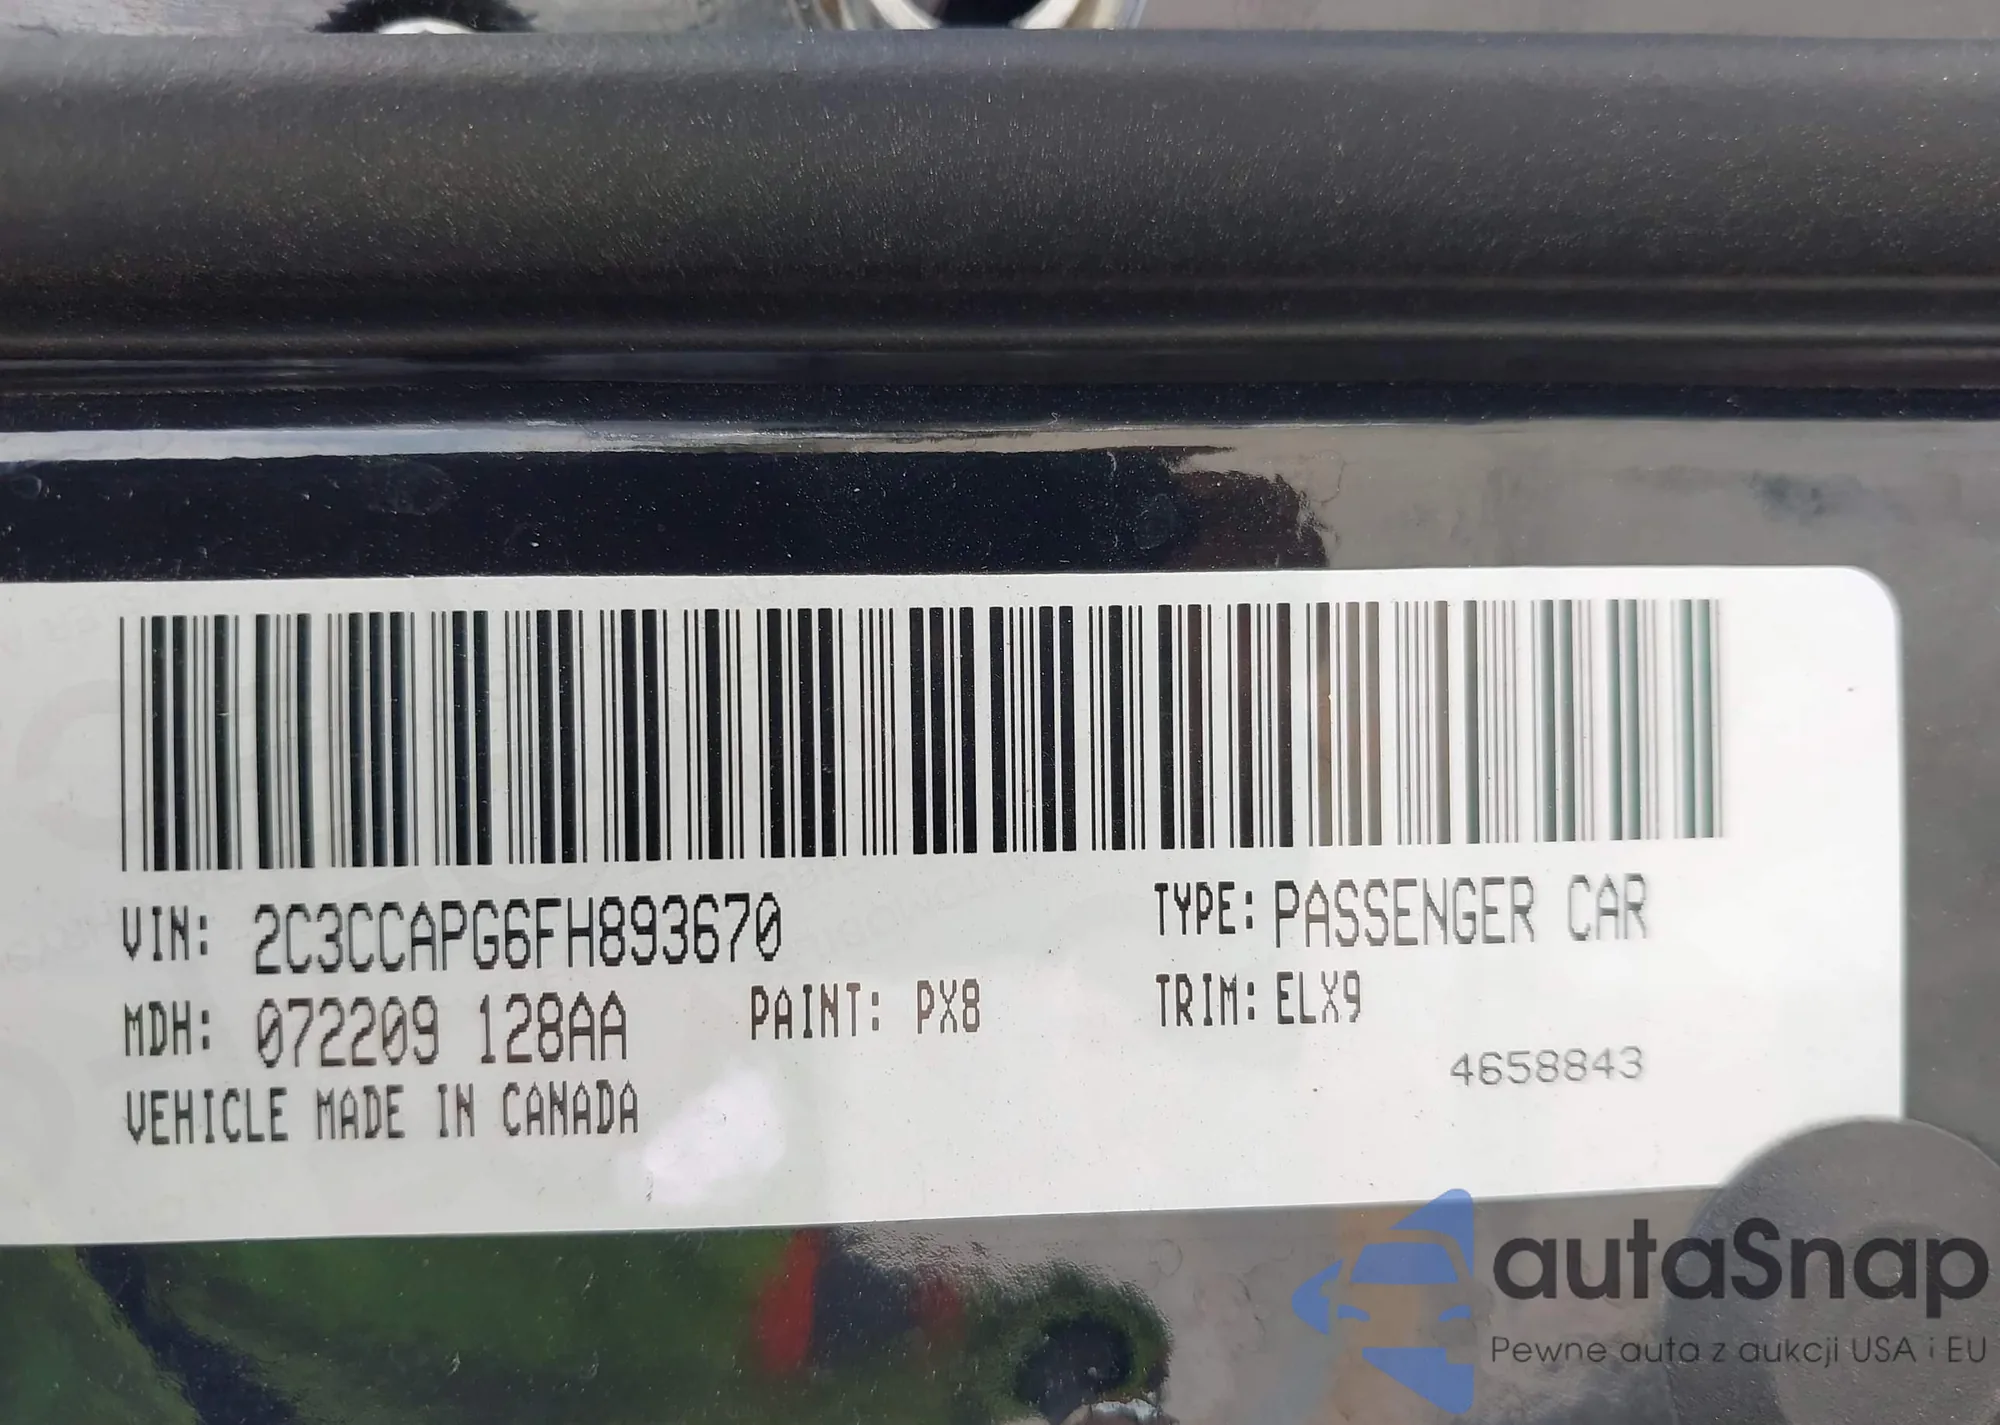 VIN: 2C3CCAPG6FH893670 TYPE: PASSENGER CAR
MDH: 072209 128AA PAINT: PX8 TRIM: ELX9
4658843
VEHICLE MADE IN CANADA
autaSnap
Pewne auta z aukcji USA i EU